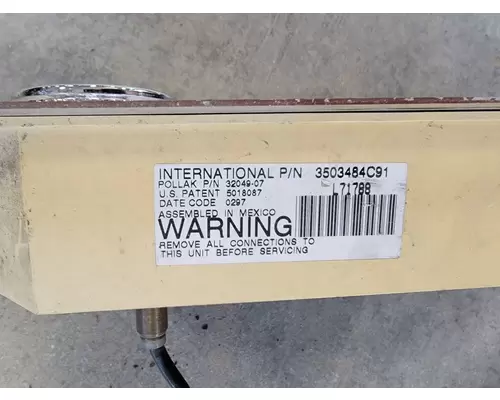 INTERNATIONAL P/N 3503484C91
POLLAK P/N 32049-07 L71788
U.S. PATENT 5018087
DATE CODE 0297
ASSEMBLED IN MEXICO
WARNING
REMOVE ALL CONNECTIONS TO
THIS UNIT BEFORE SERVICING